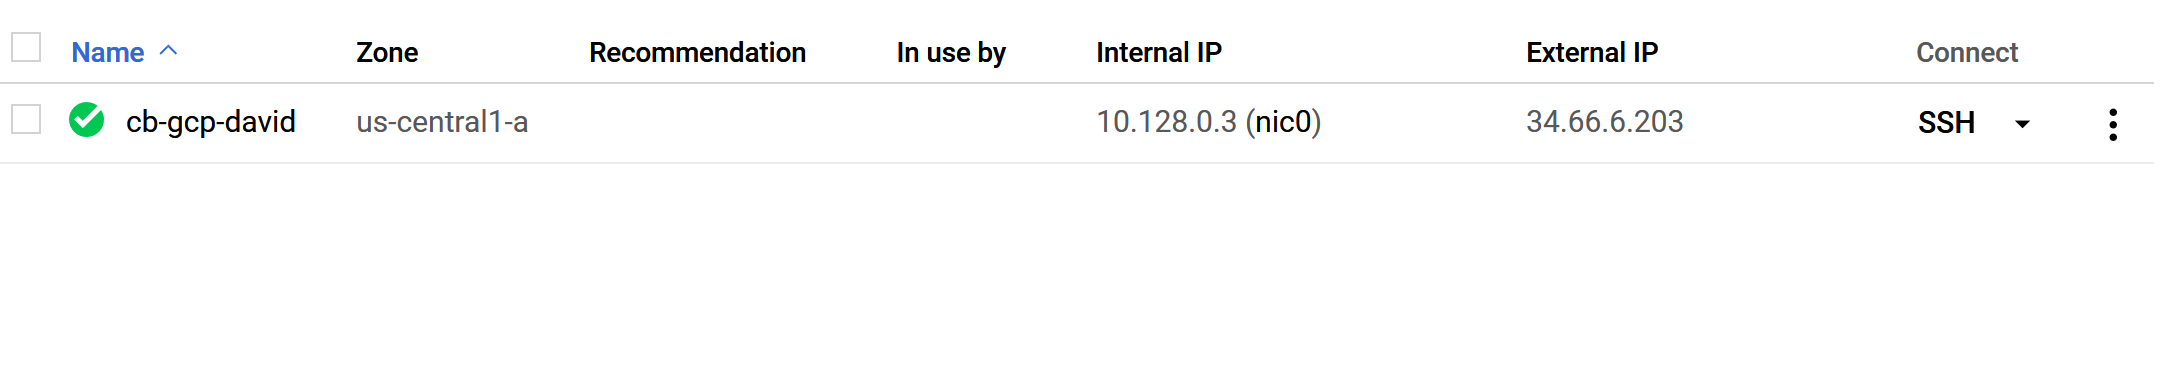 Name Zone Recommendation In use by Internal IP External IP Connect
cb-gcp-david us-central1-a 10.128.0.3 (nic0) 34.66.6.203 SSH